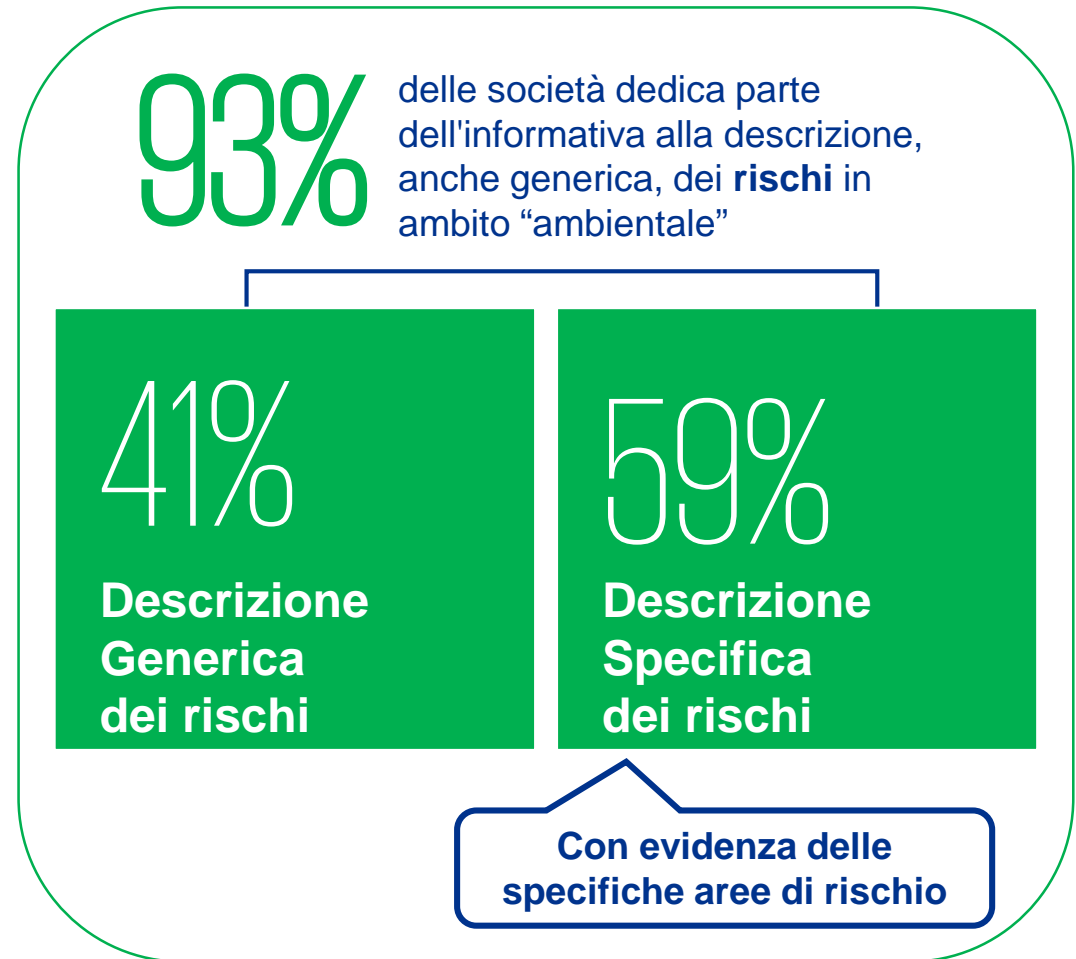 93%
delle società dedica parte
dell'informativa alla descrizione,
anche generica, dei rischi in
ambito “ambientale”
41%
Descrizione
Generica
dei rischi
59%
Descrizione
Specifica
dei rischi
Con evidenza delle
specifiche aree di rischio